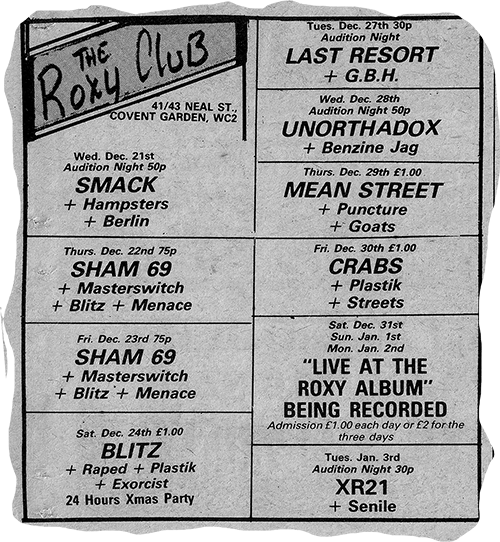 THE
Roxy Club
41/43 NEAL ST.,
COVENT GARDEN, WC2
Wed. Dec. 21st
Audition Night 50p
SMACK
+ Hampsters
+ Berlin
Thurs. Dec. 22nd 75p
SHAM 69
+ Masterswitch
+ Blitz + Menace
Fri. Dec. 23rd 75p
SHAM 69
+ Masterswitch
+ Blitz + Menace
Sat. Dec. 24th £1.00
BLITZ
+ Raped + Plastik
+ Exorcist
24 Hours Xmas Party
Tues. Dec. 27th 30p
Audition Night
LAST RESORT
+ G.B.H.
Wed. Dec. 28th
Audition Night 50p
UNORTHADOX
+ Benzine Jag
Thurs. Dec. 29th £1.00
MEAN STREET
+ Puncture
+ Goats
Fri. Dec. 30th £1.00
CRABS
+ Plastik
+ Streets
Sat. Dec. 31st
Sun. Jan. 1st
Mon. Jan. 2nd
"LIVE AT THE
ROXY ALBUM"
BEING RECORDED
Admission £1.00 each day or £2 for the
three days
Tues. Jan. 3rd
Audition Night 30p
XR21
+ Senile